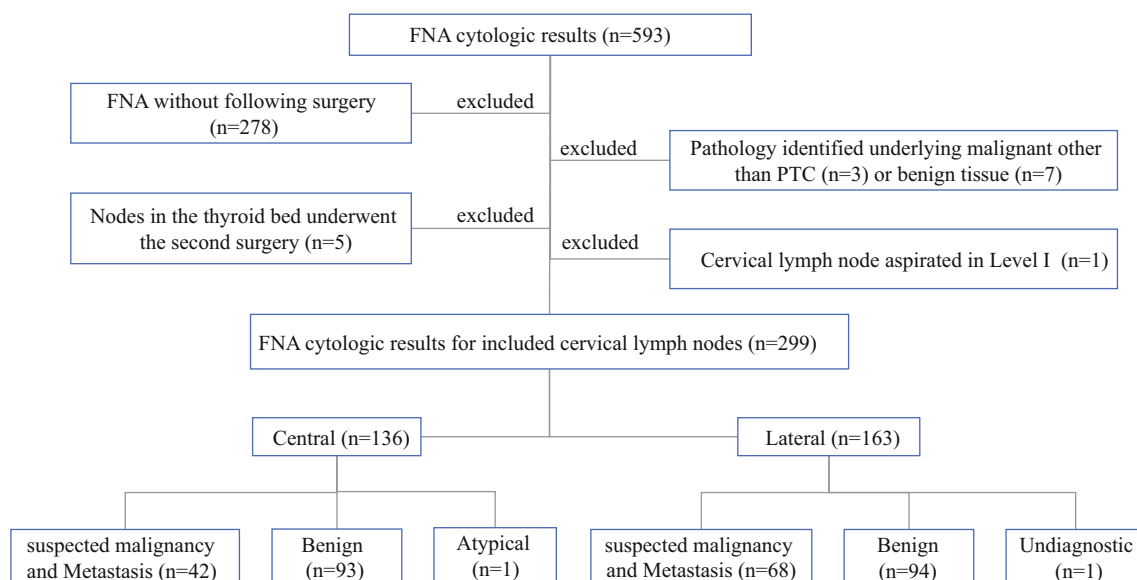 FNA cytologic results (n=593)
FNA without following surgery
(n=278)
excluded
excluded
Pathology identified underlying malignant other
than PTC (n=3) or benign tissue (n=7)
Nodes in the thyroid bed underwent
the second surgery (n=5)
excluded
excluded
Cervical lymph node aspirated in Level I (n=1)
FNA cytologic results for included cervical lymph nodes (n=299)
Central (n=136)
Lateral (n=163)
suspected malignancy
and Metastasis (n=42)
Benign
(n=93)
Atypical
(n=1)
suspected malignancy
and Metastasis (n=68)
Benign
(n=94)
Undiagnostic
(n=1)